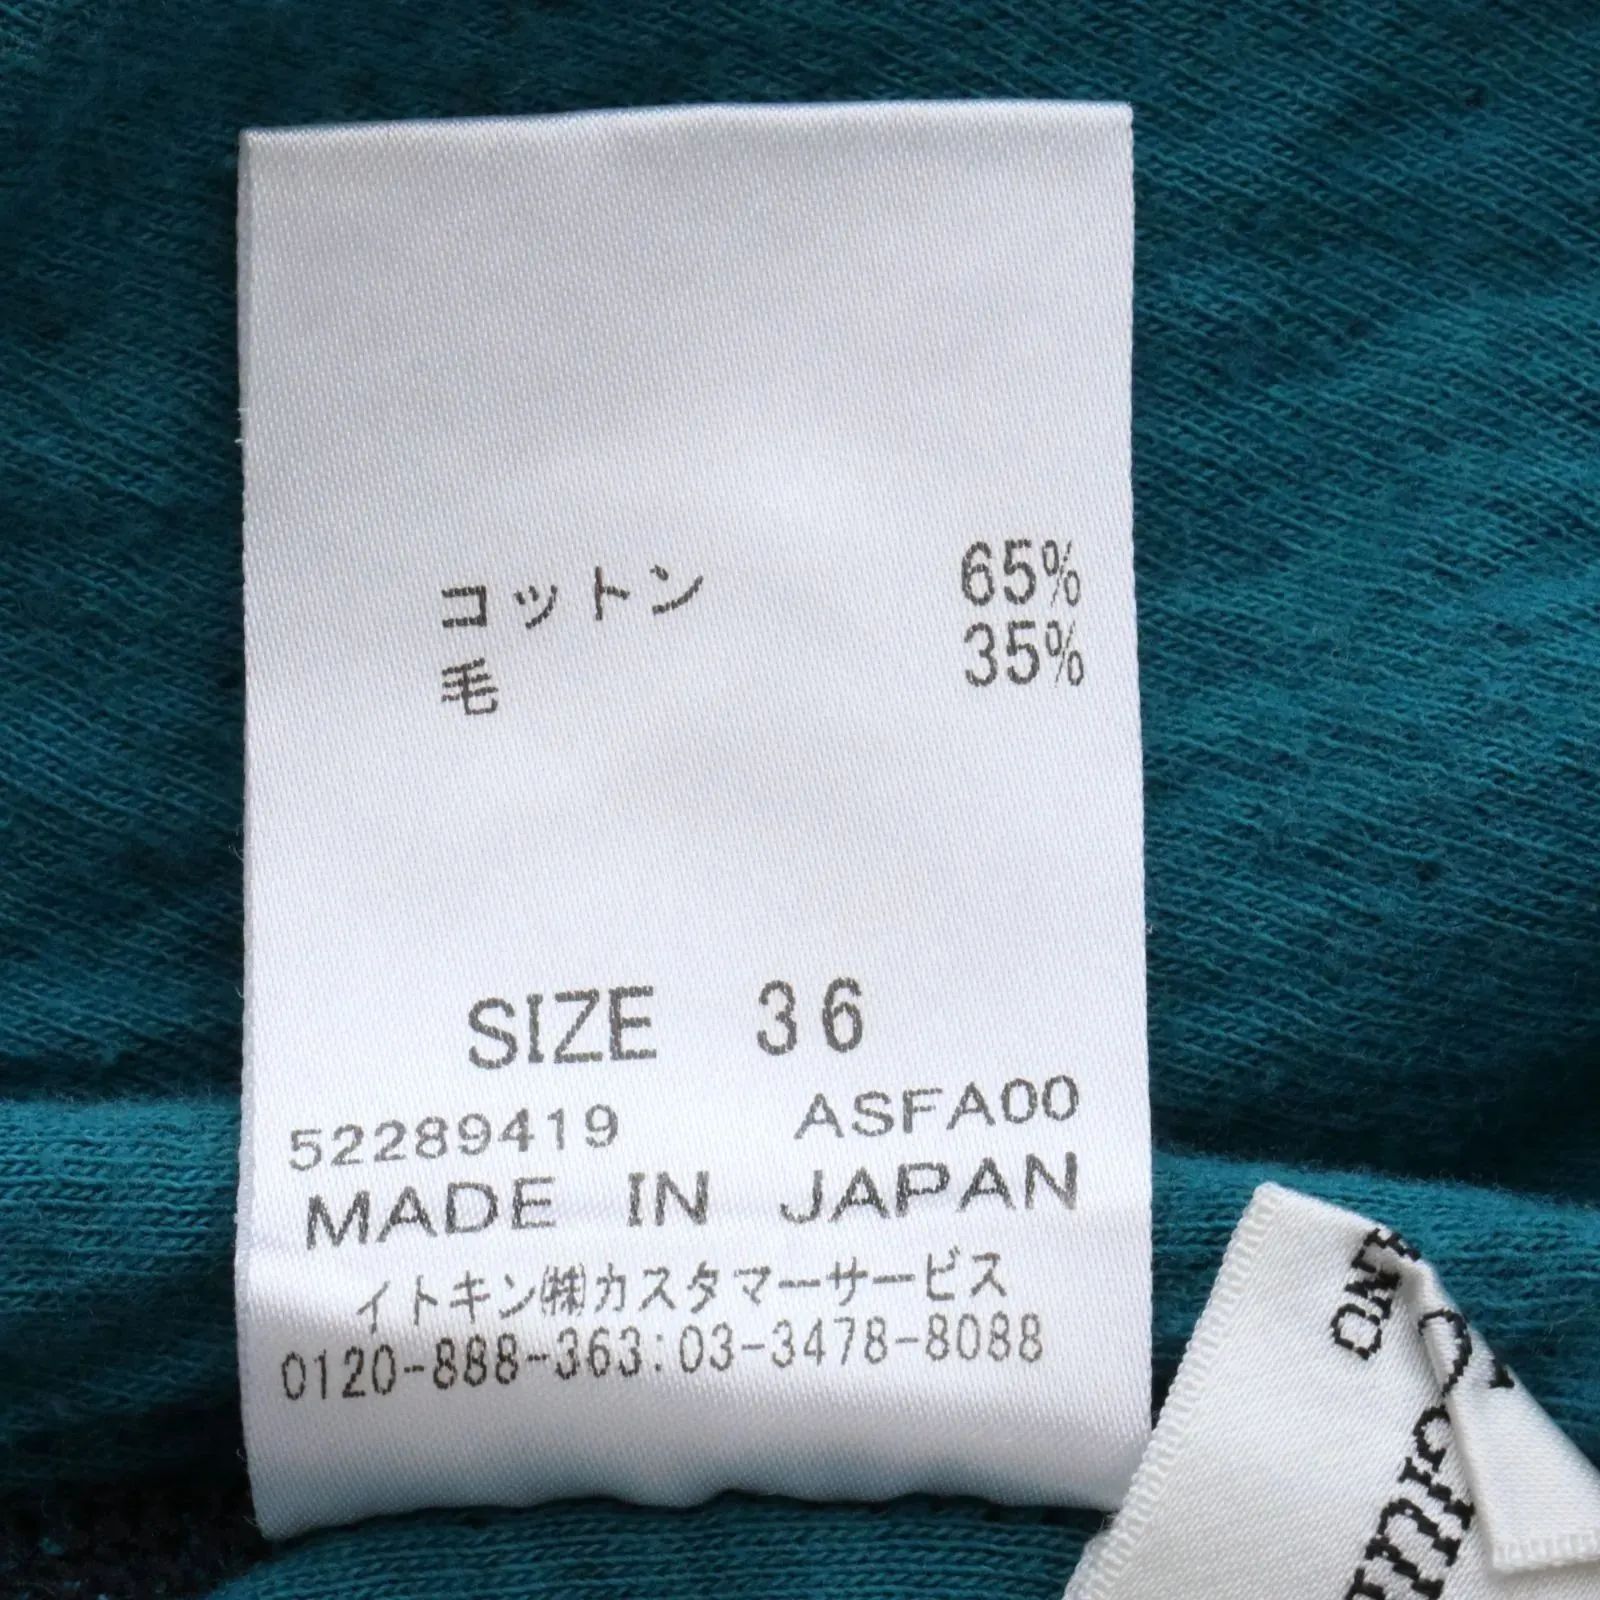 コットン 65%
毛 35%
SIZE 36
52289419 ASFA00
MADE IN JAPAN
イトキン㈱カスタマーサービス
0120-888-363:03-3478-8088